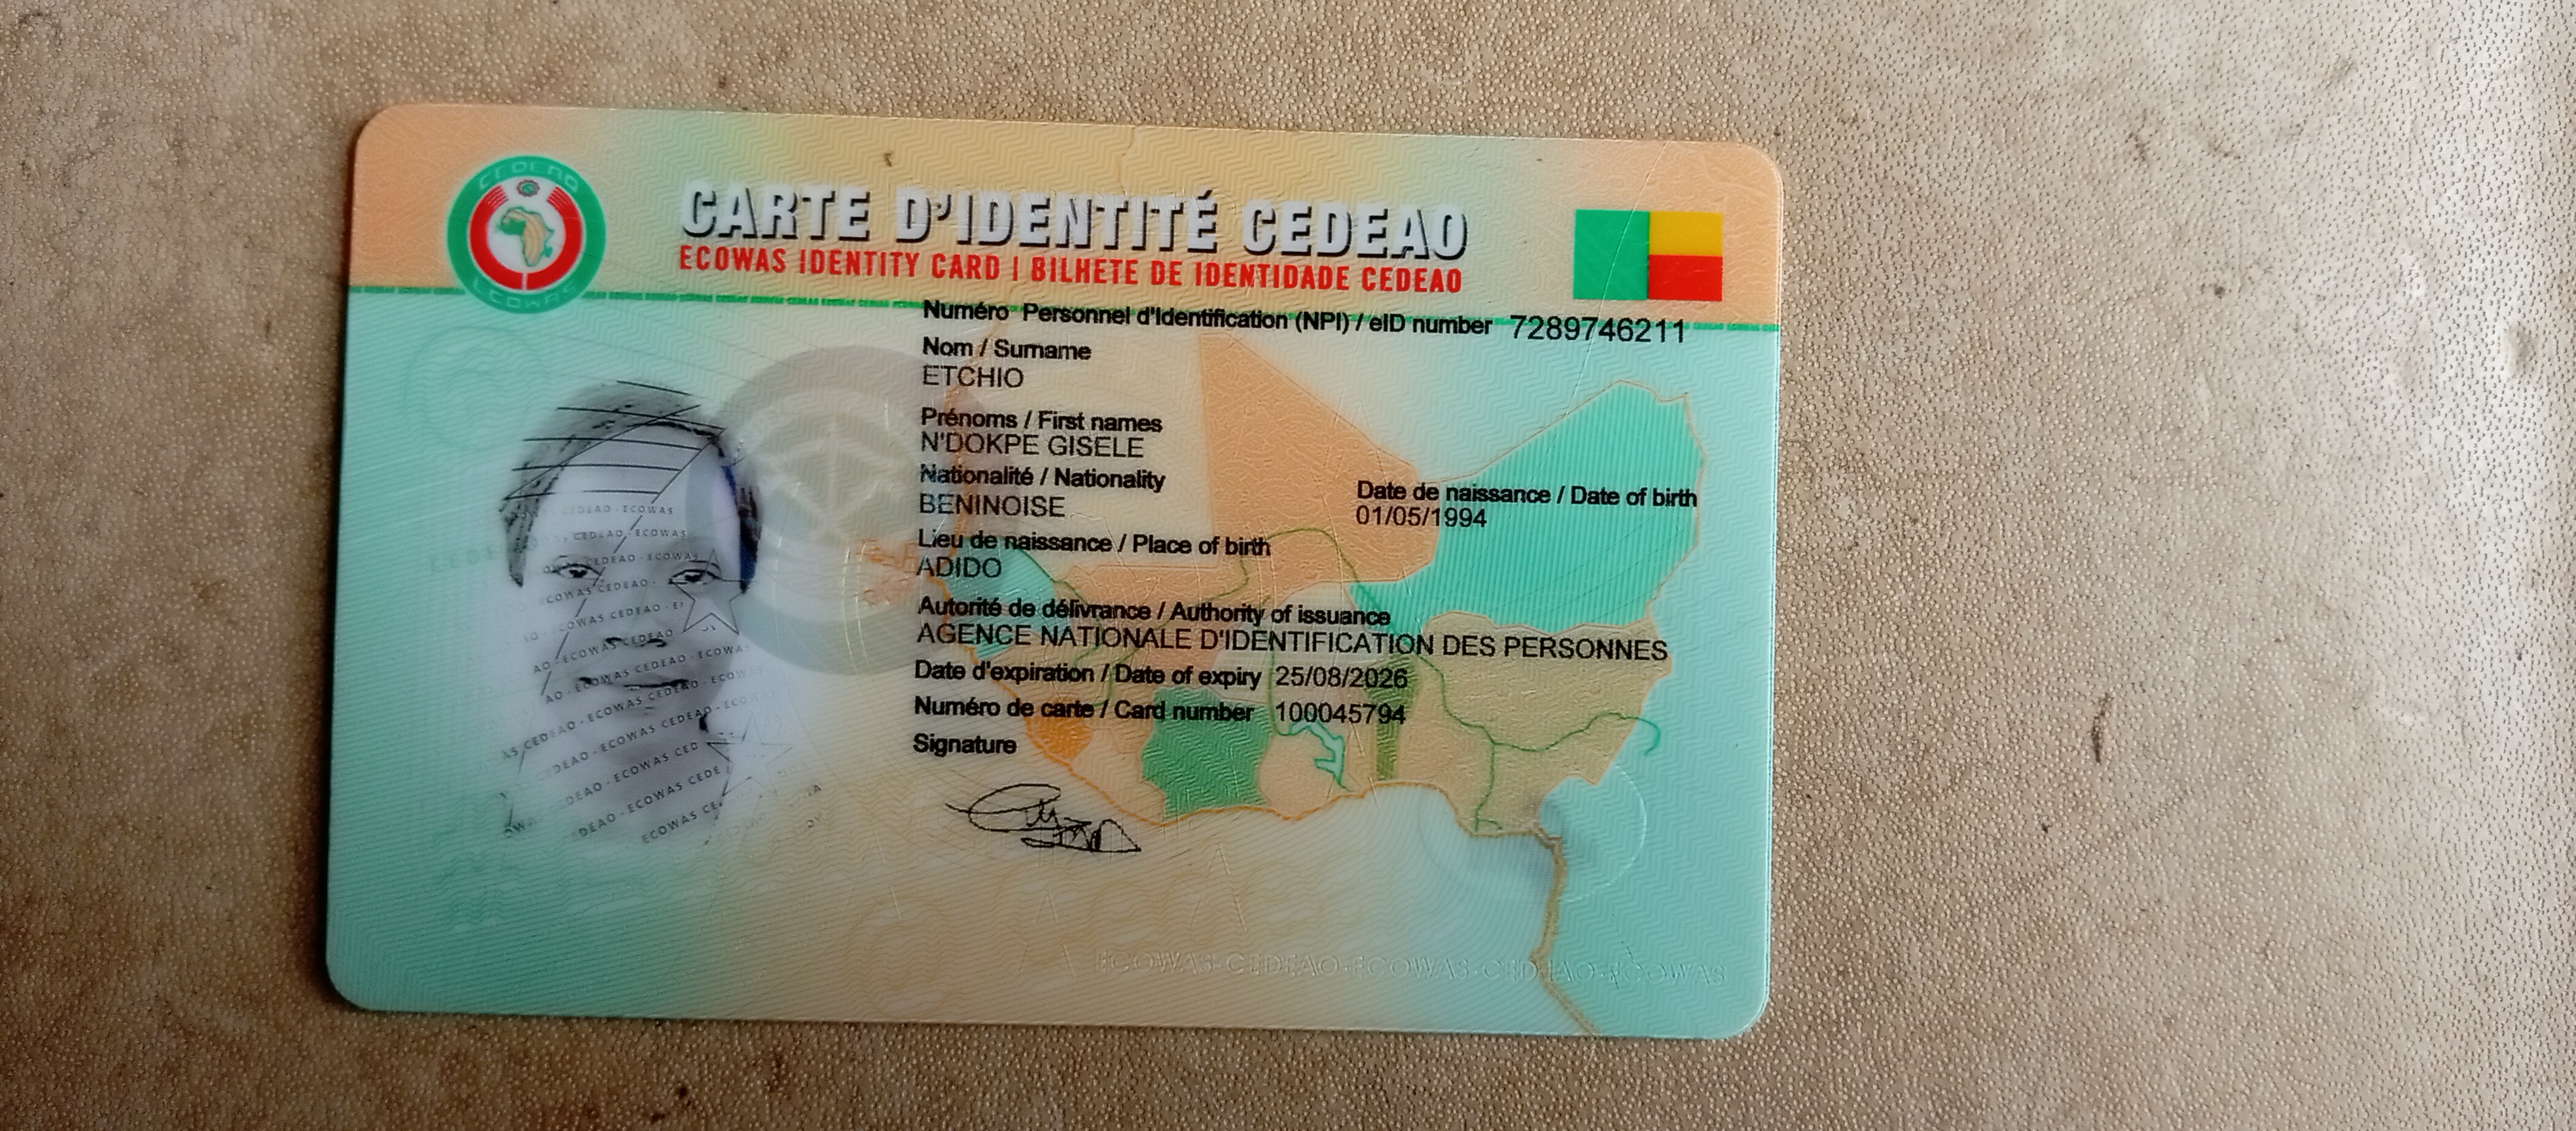 CEDEAO
ECOWAS
CARTE D'IDENTITÉ CEDEAO
ECOWAS IDENTITY CARD | BILHETE DE IDENTIDADE CEDEAO
Numéro Personnel d'Identification (NPI) / eID number 7289746211
Nom / Surname
ETCHIO
Prénoms / First names
N'DOKPE GISELE
Nationalité / Nationality
BENINOISE
Date de naissance / Date of birth
01/05/1994
Lieu de naissance / Place of birth
ADIDO
Autorité de délivrance / Authority of issuance
AGENCE NATIONALE D'IDENTIFICATION DES PERSONNES
Date d'expiration / Date of expiry 25/08/2026
Numéro de carte / Card number 100045794
Signature
ECOWAS-CEDEAO-ECOWAS-CEDEAO-ECOWAS